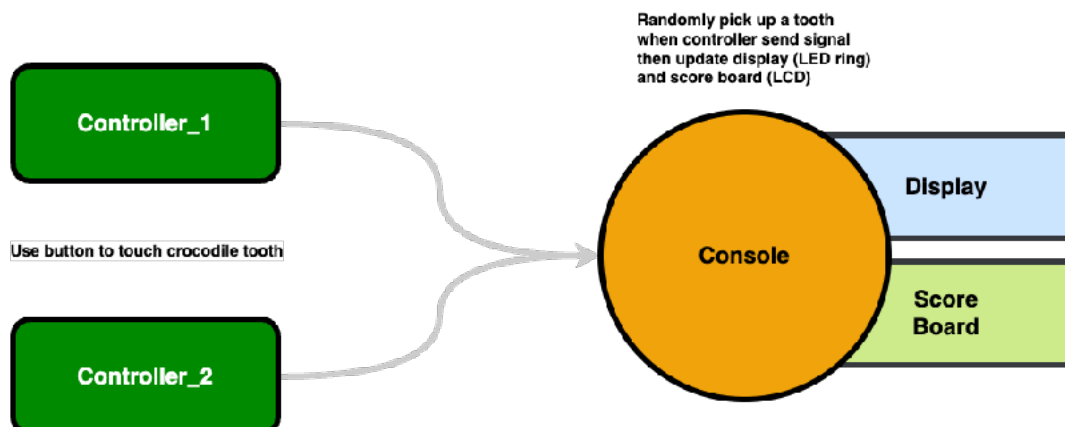 Randomly pick up a tooth
when controller send signal
then update display (LED ring)
and score board (LCD)
Controller_1
Display
Use button to touch crocodile tooth
Console
Score
Board
Controller_2